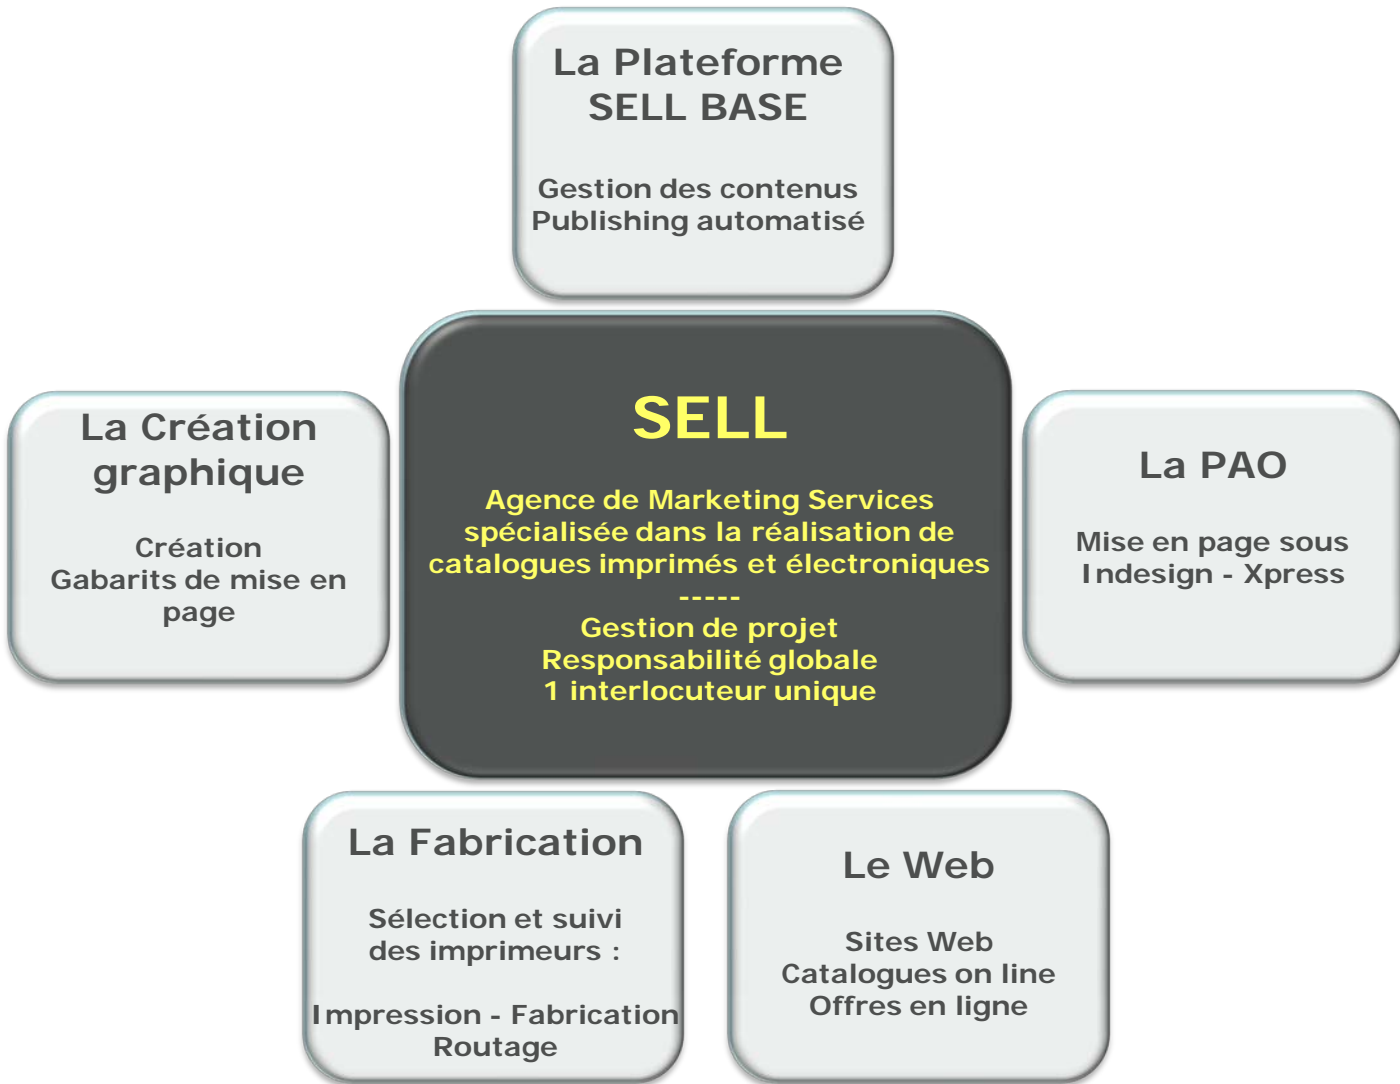 La Plateforme
SELL BASE
Gestion des contenus
Publishing automatisé
SELL
Agence de Marketing Services
spécialisée dans la réalisation de
catalogues imprimés et électroniques
-----
Gestion de projet
Responsabilité globale
1 interlocuteur unique
La Création
graphique
Création
Gabarits de mise en
page
La PAO
Mise en page sous
Indesign - Xpress
La Fabrication
Sélection et suivi
des imprimeurs :
Impression - Fabrication
Routage
Le Web
Sites Web
Catalogues on line
Offres en ligne